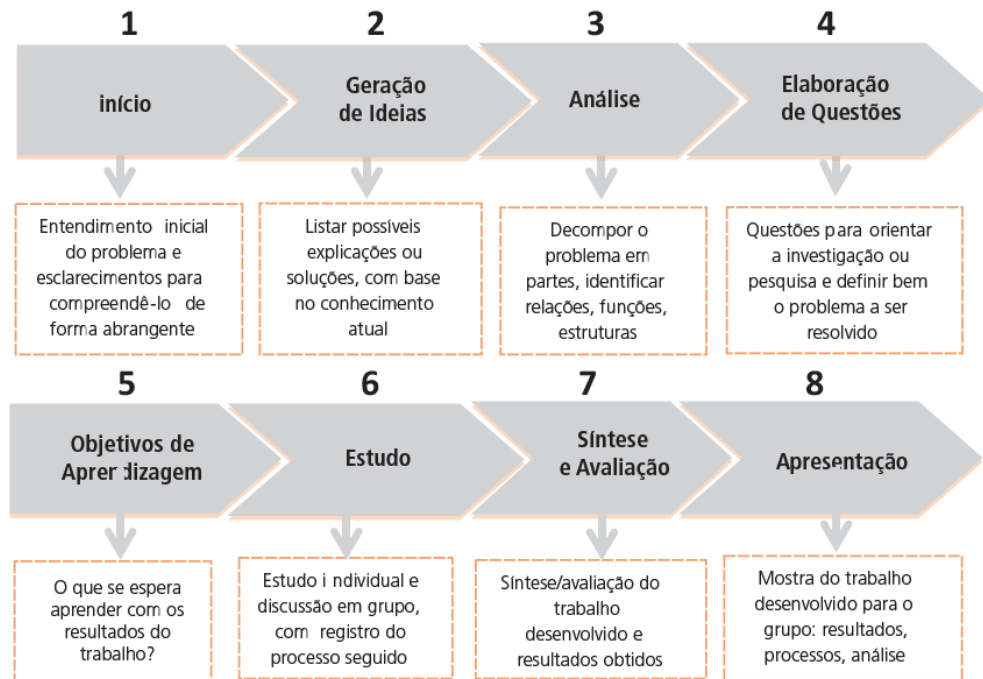 1
início
Entendimento inicial
do problema e
esclarecimentos para
compreendê-lo de
forma abrangente
2
Geração
de Ideias
Listar possíveis
explicações ou
soluções, com base
no conhecimento
atual
3
Análise
Decompor o
problema em
partes, identificar
relações, funções,
estruturas
4
Elaboração
de Questões
Questões para orientar
a investigação ou
pesquisa e definir bem
o problema a ser
resolvido
5
Objetivos de
Aprendizagem
O que se espera
aprender com os
resultados do
trabalho?
6
Estudo
Estudo individual e
discussão em grupo,
com registro do
processo seguido
7
Síntese
e Avaliação
Síntese/avaliação do
trabalho
desenvolvido e
resultados obtidos
8
Apresentação
Mostra do trabalho
desenvolvido para o
grupo: resultados,
processos, análise